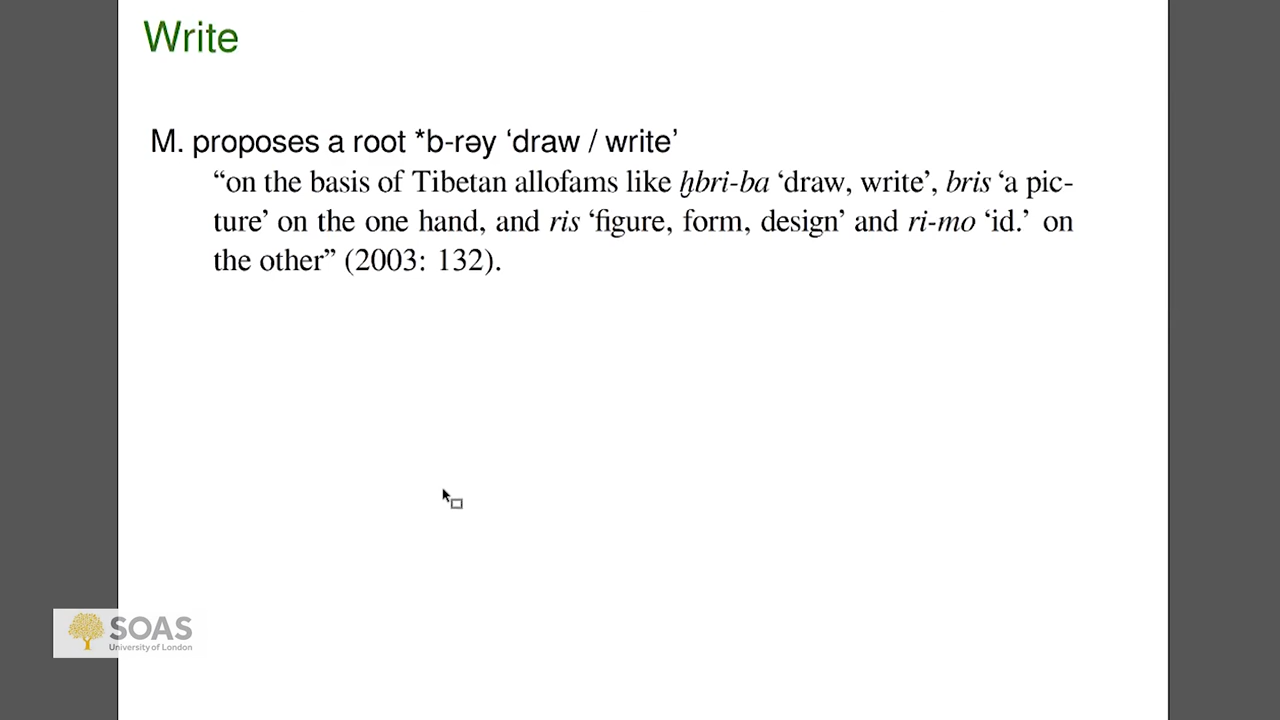 Write
M. proposes a root *b-rəy ‘draw / write’
“on the basis of Tibetan allofams like ḫbri-ba ‘draw, write’, bris ‘a pic-
ture’ on the one hand, and ris ‘figure, form, design’ and ri-mo ‘id.’ on
the other” (2003: 132).
SOAS
University of London